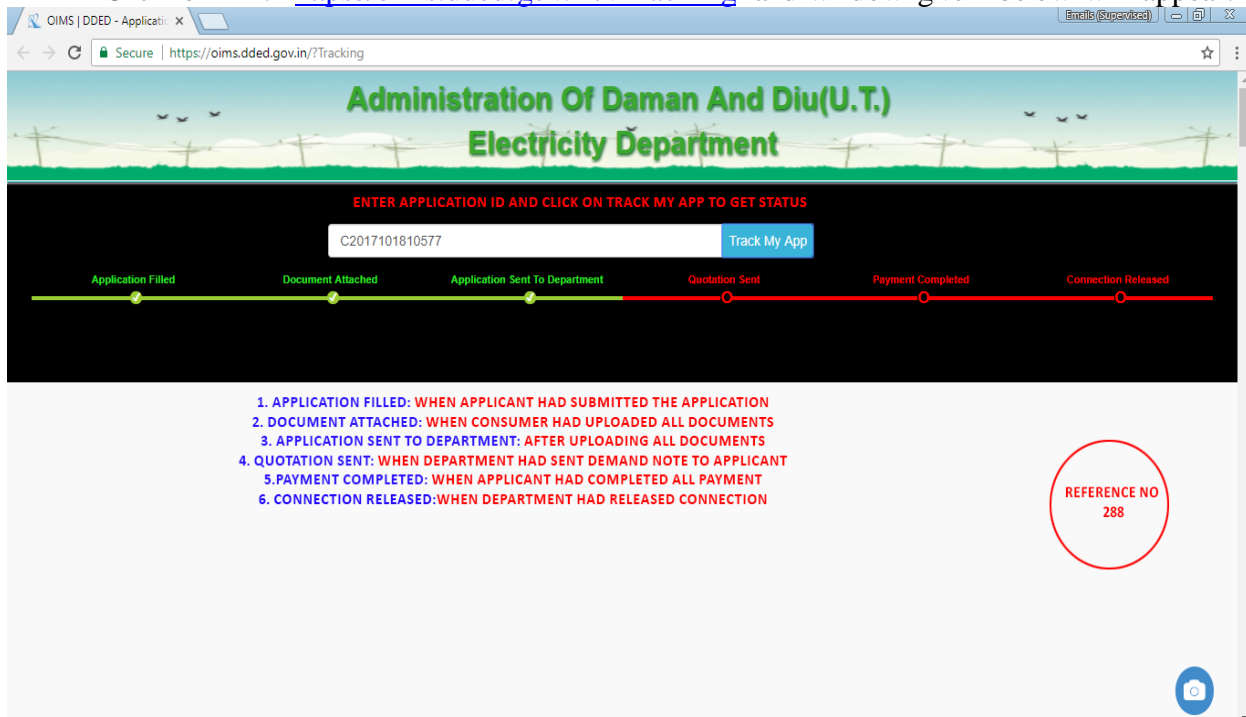 OIMS | DDED - Applicatio
Emails (Supervised)
Secure | https://oims.dded.gov.in/?Tracking
Administration Of Daman And Diu(U.T.)
Electricity Department
ENTER APPLICATION ID AND CLICK ON TRACK MY APP TO GET STATUS
C2017101810577 Track My App
Application Filled Document Attached Application Sent To Department Quotation Sent Payment Completed Connection Released
1. APPLICATION FILLED: WHEN APPLICANT HAD SUBMITTED THE APPLICATION
2. DOCUMENT ATTACHED: WHEN CONSUMER HAD UPLOADED ALL DOCUMENTS
3. APPLICATION SENT TO DEPARTMENT: AFTER UPLOADING ALL DOCUMENTS
4. QUOTATION SENT: WHEN DEPARTMENT HAD SENT DEMAND NOTE TO APPLICANT
5.PAYMENT COMPLETED: WHEN APPLICANT HAD COMPLETED ALL PAYMENT
6. CONNECTION RELEASED:WHEN DEPARTMENT HAD RELEASED CONNECTION
REFERENCE NO
288